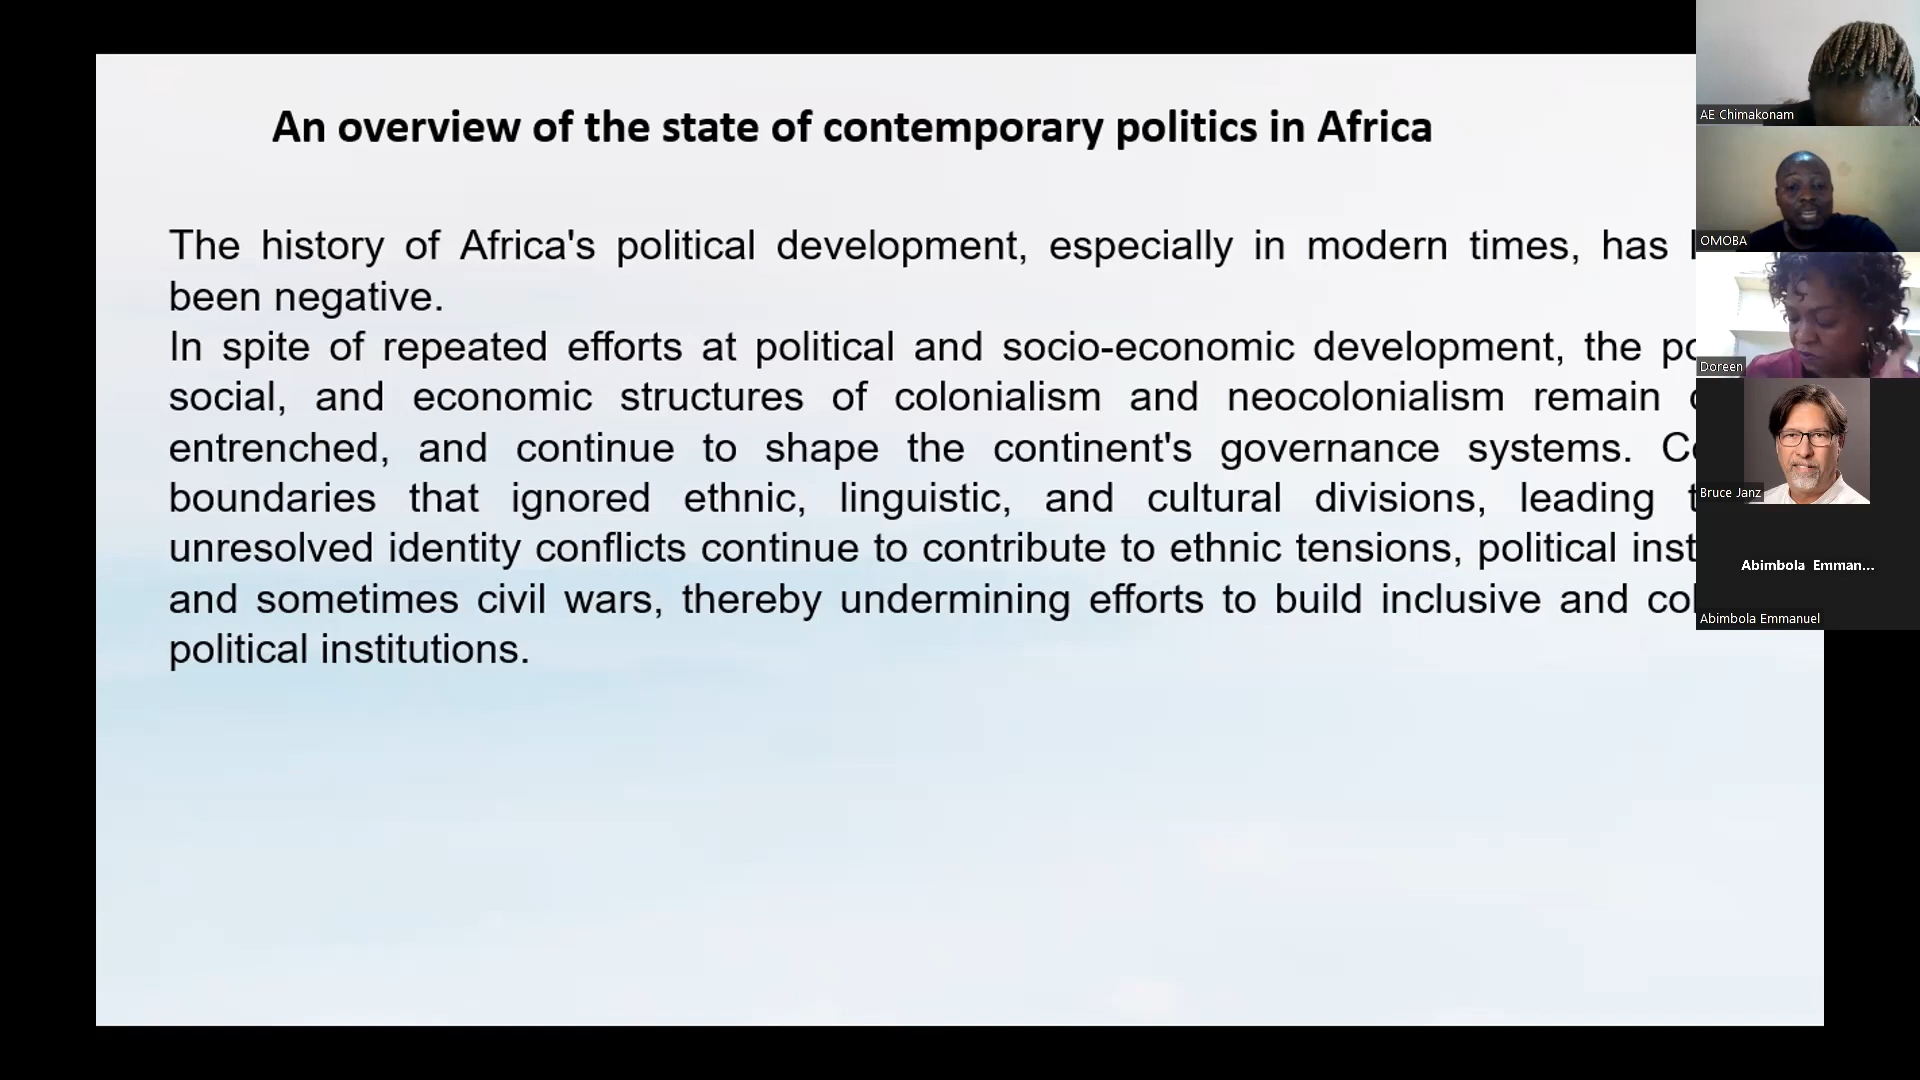 An overview of the state of contemporary politics in Africa
The history of Africa's political development, especially in modern times, has
been negative.
In spite of repeated efforts at political and socio-economic development, the
social, and economic structures of colonialism and neocolonialism remain
entrenched, and continue to shape the continent's governance systems.
boundaries that ignored ethnic, linguistic, and cultural divisions, leading
unresolved identity conflicts continue to contribute to ethnic tensions, political
and sometimes civil wars, thereby undermining efforts to build inclusive and
political institutions.
AE Chimakonam
OMOBA
Doreen
Bruce Janz
Abimbola Emman...
Abimbola Emmanuel